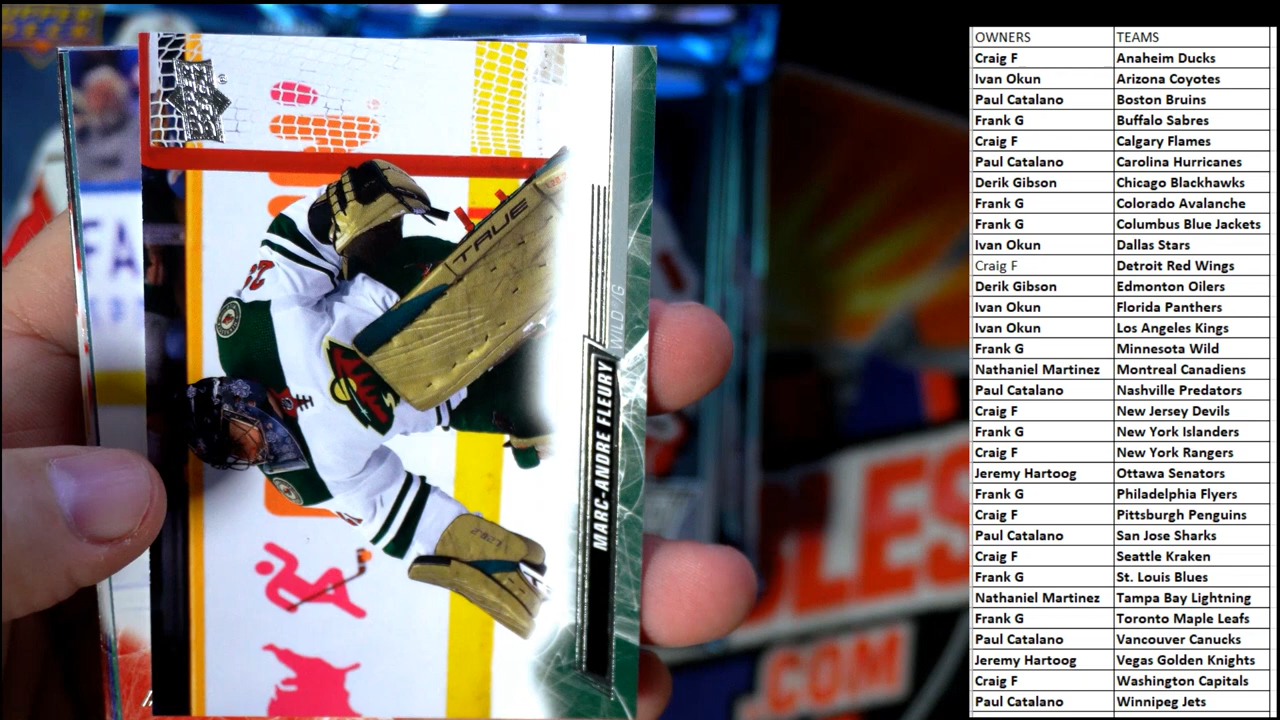 UPPER DECK
FA
TRUE
29
WILD / G
MARC-ANDRE FLEURY
LES
.COM
OWNERS TEAMS
Craig F Anaheim Ducks
Ivan Okun Arizona Coyotes
Paul Catalano Boston Bruins
Frank G Buffalo Sabres
Craig F Calgary Flames
Paul Catalano Carolina Hurricanes
Derik Gibson Chicago Blackhawks
Frank G Colorado Avalanche
Frank G Columbus Blue Jackets
Ivan Okun Dallas Stars
Craig F Detroit Red Wings
Derik Gibson Edmonton Oilers
Ivan Okun Florida Panthers
Ivan Okun Los Angeles Kings
Frank G Minnesota Wild
Nathaniel Martinez Montreal Canadiens
Paul Catalano Nashville Predators
Craig F New Jersey Devils
Frank G New York Islanders
Craig F New York Rangers
Jeremy Hartoog Ottawa Senators
Frank G Philadelphia Flyers
Craig F Pittsburgh Penguins
Paul Catalano San Jose Sharks
Craig F Seattle Kraken
Frank G St. Louis Blues
Nathaniel Martinez Tampa Bay Lightning
Frank G Toronto Maple Leafs
Paul Catalano Vancouver Canucks
Jeremy Hartoog Vegas Golden Knights
Craig F Washington Capitals
Paul Catalano Winnipeg Jets